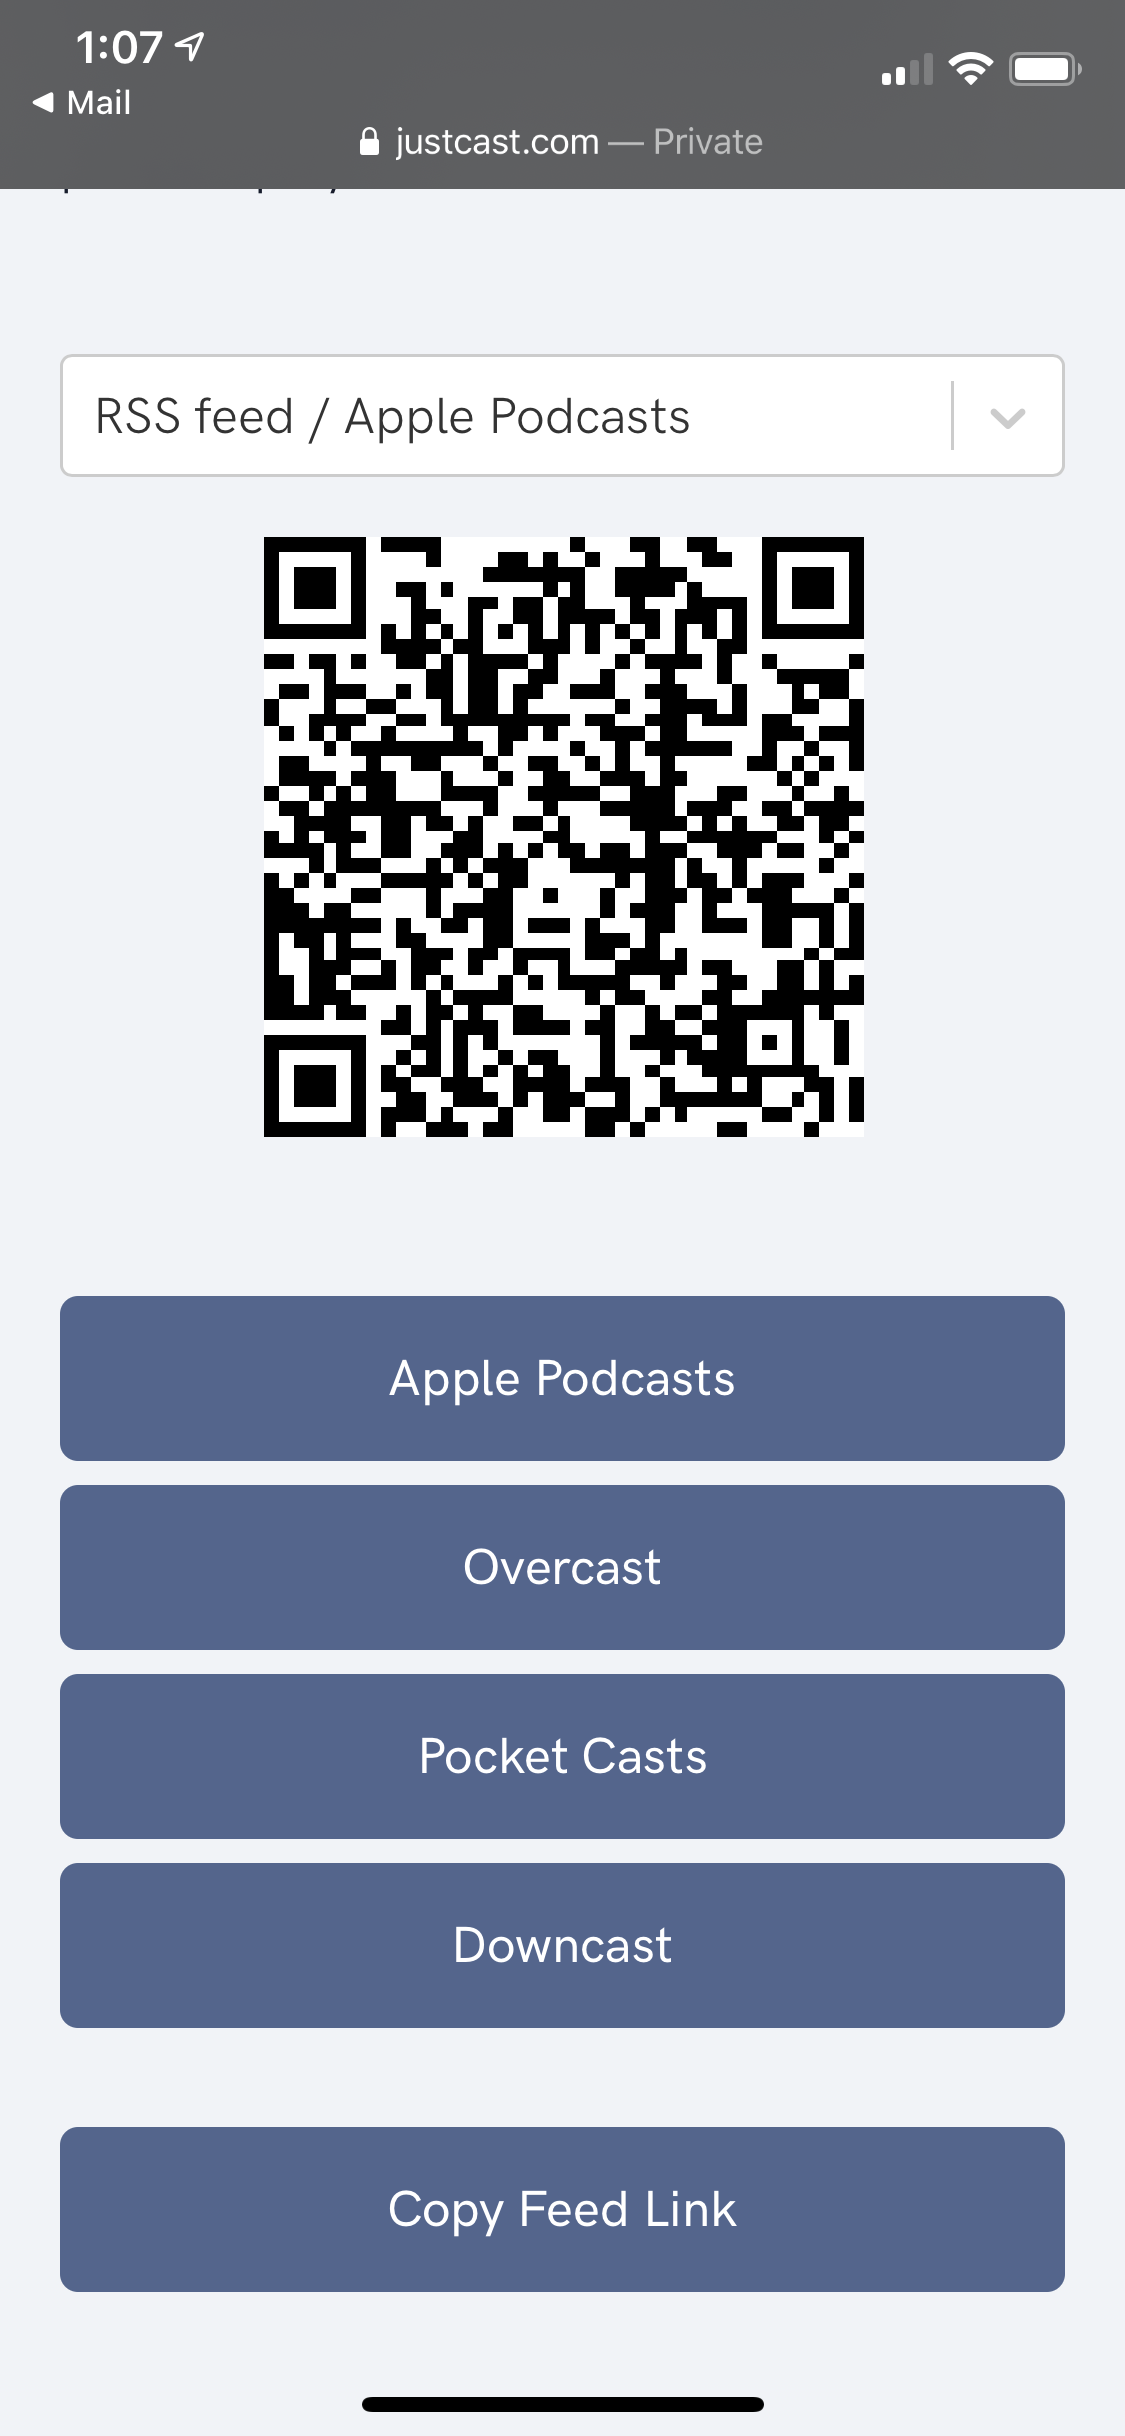 1:07
Mail
justcast.com — Private
RSS feed / Apple Podcasts
Apple Podcasts
Overcast
Pocket Casts
Downcast
Copy Feed Link